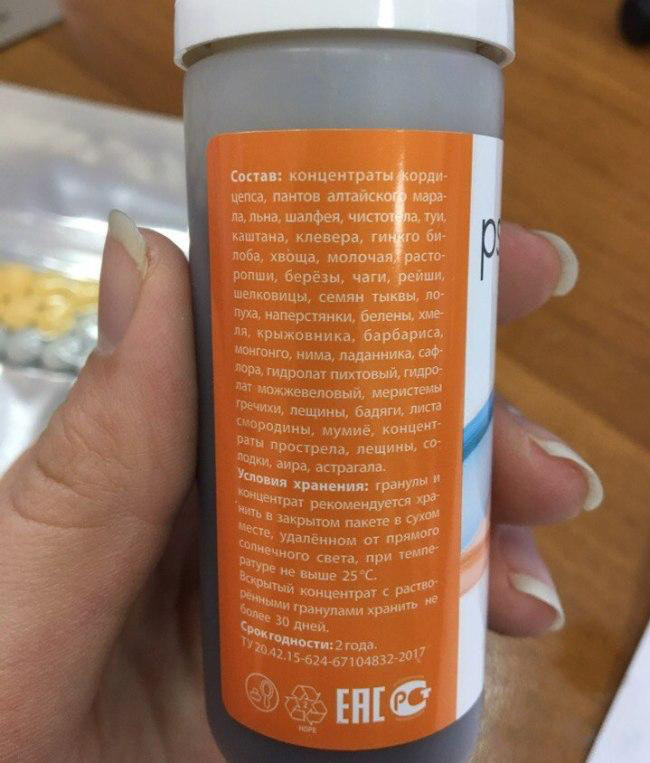 Состав: концентраты корди-
цепса, пантов алтайского мара-
ла, льна, шалфея, чистотела, туи,
каштана, клевера, гинкго би-
лоба, хвоща, молочая, расто-
ропши, берёзы, чаги, рейши,
шелковицы, семян тыквы, ло-
пуха, наперстянки, белены, хме-
ля, крыжовника, барбариса,
монгонго, нима, ладанника, саф-
лора, гидролат пихтовый, гидро-
лат можжевеловый, меристемы
гречихи, лещины, бадяги, листа
смородины, мумиё, концент-
раты прострела, лещины, со-
лодки, аира, астрагала.
Условия хранения: гранулы и
концентрат рекомендуется хра-
нить в закрытом пакете в сухом
месте, удалённом от прямого
солнечного света, при темпе-
ратуре не выше 25 °С.
Вскрытый концентрат с раство-
рёнными гранулами хранить не
более 30 дней.
Срок годности: 2 года.
ТУ 20.42.15-624-67104832-2017
2
HDPE
EAC
РСТ
ps